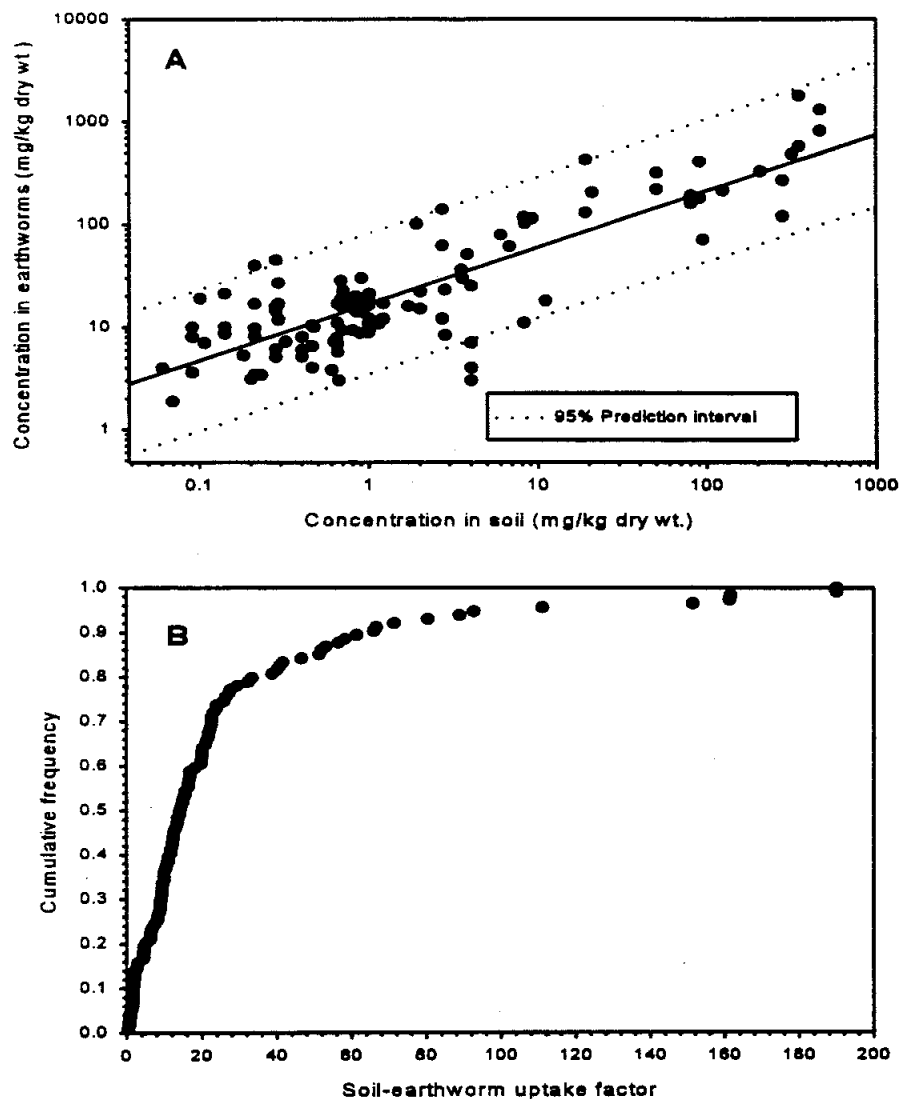 10000
1000
100
10
1
A
Concentration in earthworms (mg/kg dry wt)
95% Prediction interval
0.1 1 10 100 1000
Concentration in soil (mg/kg dry wt.)
1.0
0.9
0.8
0.7
0.6
0.5
0.4
0.3
0.2
0.1
0.0
B
Cumulative frequency
0 20 40 60 80 100 120 140 160 180 200
Soil-earthworm uptake factor